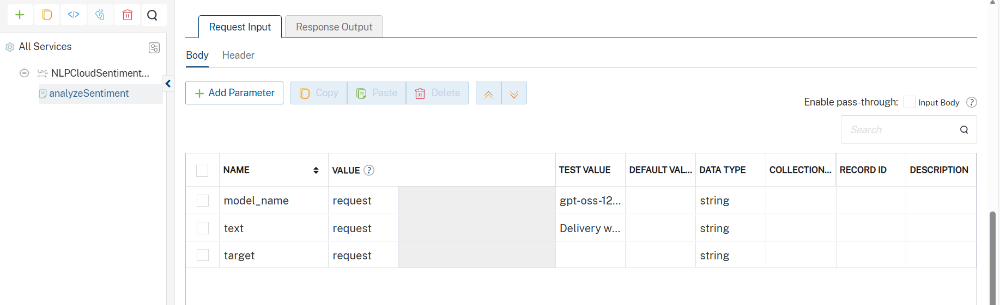 All Services
NLPCloudSentiment...
analyzeSentiment
Request Input
Response Output
Body
Header
Add Parameter
Copy
Paste
Delete
Enable pass-through:
Input Body
?
Search
NAME
VALUE ?
TEST VALUE
DEFAULT VAL...
DATA TYPE
COLLECTION...
RECORD ID
DESCRIPTION
model_name
request
gpt-oss-12...
string
text
request
Delivery w...
string
target
request
string